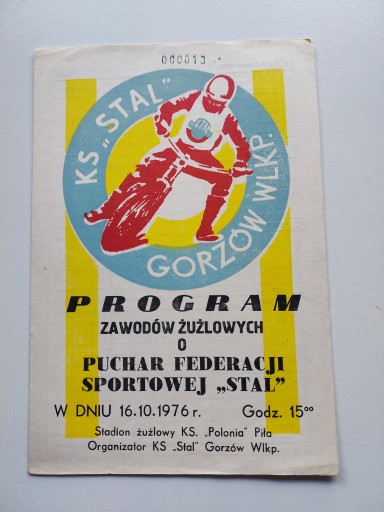 000013
KS „STAL"
GORZÓW WLKP.
STAL
PROGRAM
ZAWODÓW ŻUŻLOWYCH
O
PUCHAR FEDERACJI
SPORTOWEJ „STAL"
W DNIU 16.10.1976 r. Godz. 15⁰⁰
Stadion żużlowy KS. „Polonia" Piła
Organizator KS „Stal" Gorzów Wlkp.